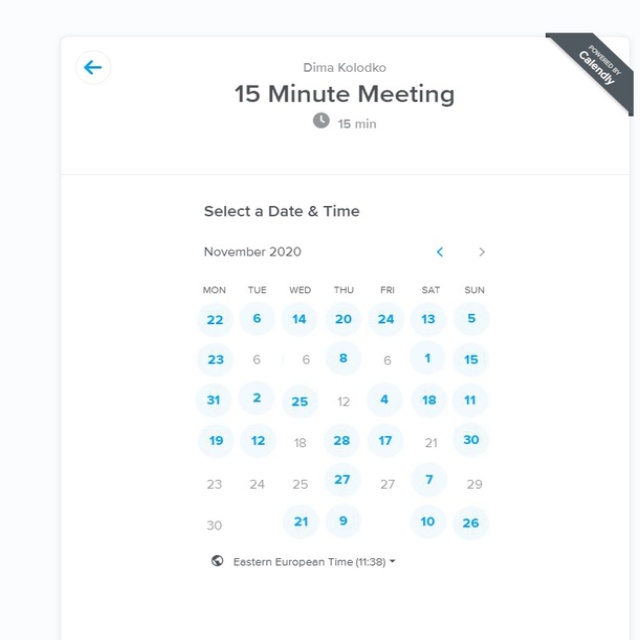 POWERED BY
Calendly
Dima Kolodko
15 Minute Meeting
15 min
Select a Date & Time
November 2020
MON TUE WED THU FRI SAT SUN
22 6 14 20 24 13 5
23 6 6 8 6 1 15
31 2 25 12 4 18 11
19 12 18 28 17 21 30
23 24 25 27 27 7 29
30 21 9 10 26
Eastern European Time (11:38)